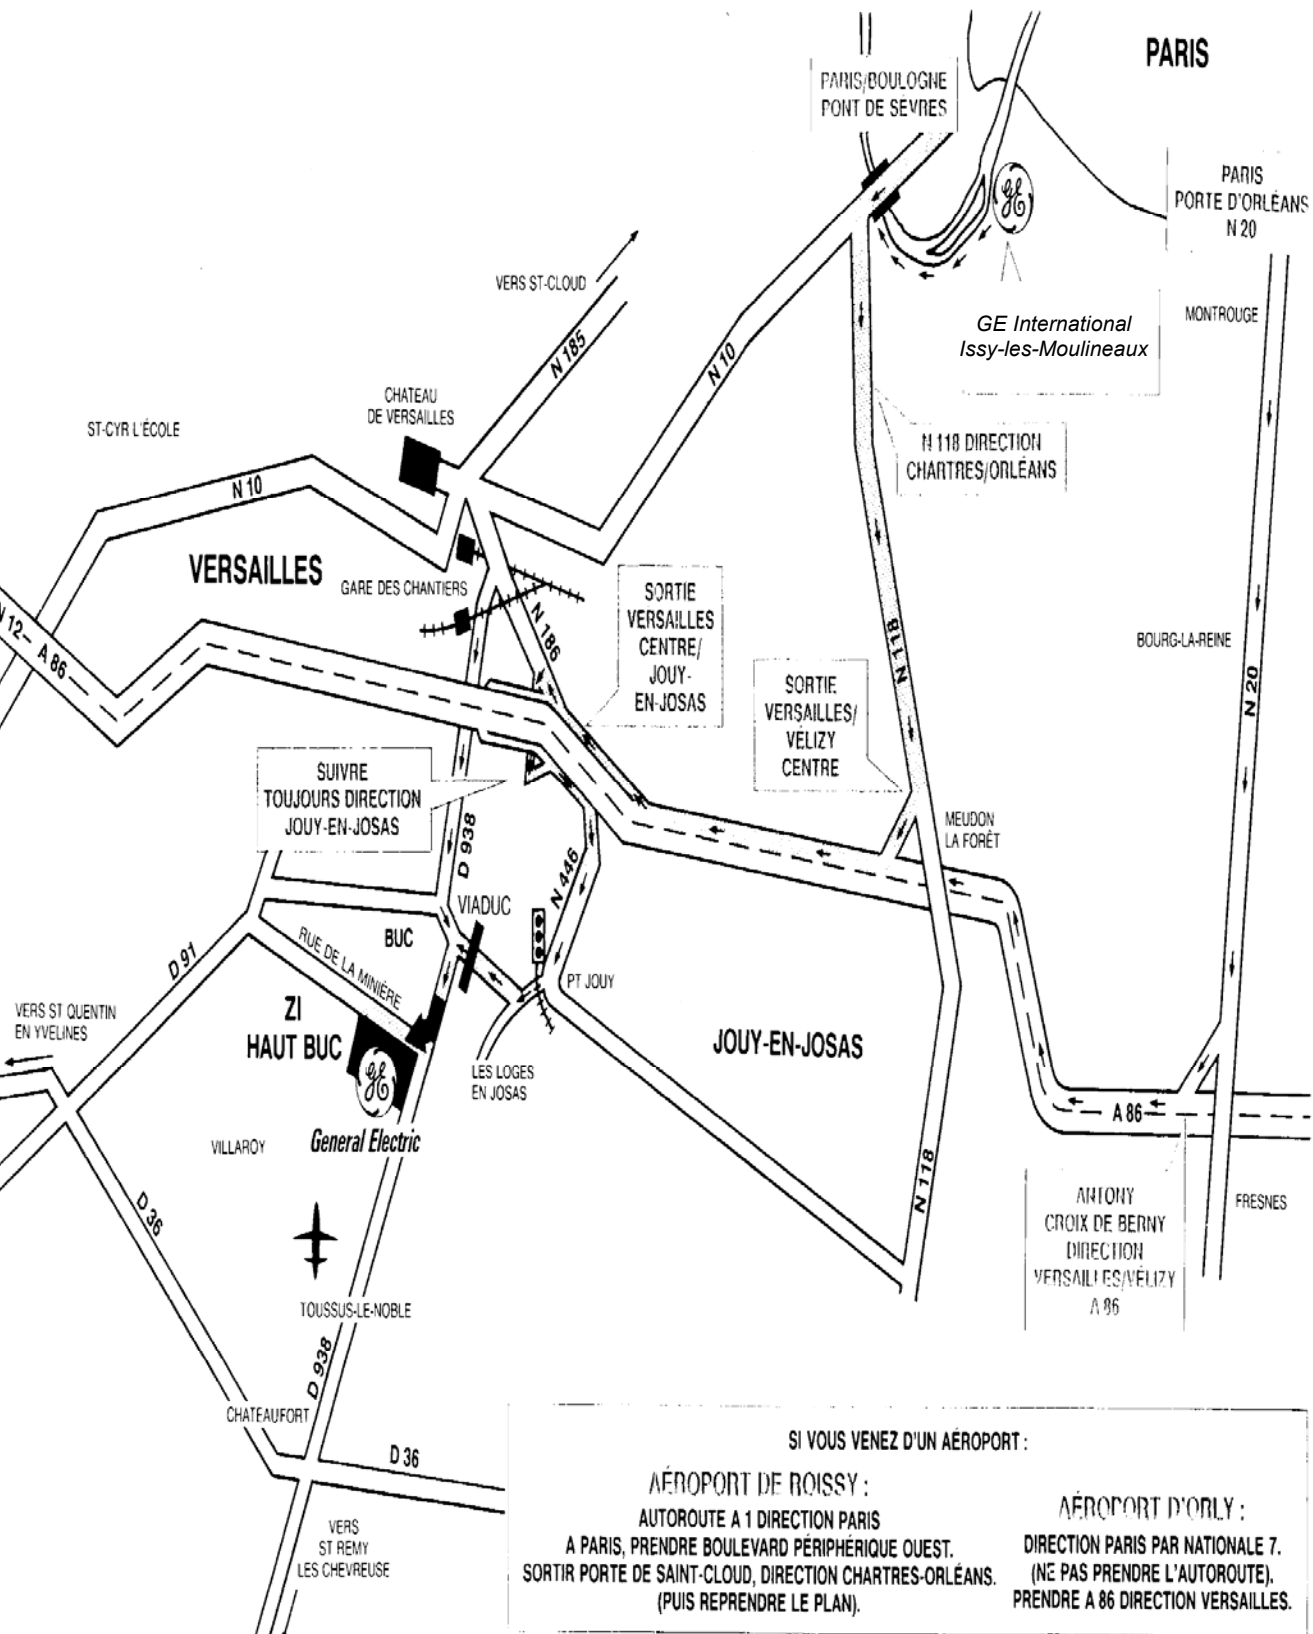 PARIS
PARIS/BOULOGNE
PONT DE SÈVRES
PARIS
PORTE D'ORLÉANS
N 20
GE
VERS ST-CLOUD
GE International
Issy-les-Moulineaux
MONTROUGE
N 185
N 10
CHATEAU
DE VERSAILLES
ST-CYR L'ÉCOLE
N 118 DIRECTION
CHARTRES/ORLÉANS
N 10
VERSAILLES
GARE DES CHANTIERS
SORTIE
VERSAILLES
CENTRE/
JOUY-
EN-JOSAS
N 186
N 12
A 86
N 118
BOURG-LA-REINE
N 20
SORTIE
VERSAILLES/
VÉLIZY
CENTRE
SUIVRE
TOUJOURS DIRECTION
JOUY-EN-JOSAS
MEUDON
LA FORÊT
D 938
N 446
VIADUC
BUC
RUE DE LA MINIÈRE
D 91
PT JOUY
VERS ST QUENTIN
EN YVELINES
ZI
HAUT BUC
JOUY-EN-JOSAS
LES LOGES
EN JOSAS
GE
General Electric
VILLAROY
A 86
N 118
D 36
ANTONY
CROIX DE BERNY
DIRECTION
VERSAILLES/VÉLIZY
A 86
FRESNES
TOUSSUS-LE-NOBLE
D 938
CHATEAUFORT
D 36
VERS
ST REMY
LES CHEVREUSE
SI VOUS VENEZ D'UN AÉROPORT :
AÉROPORT DE ROISSY :
AUTOROUTE A 1 DIRECTION PARIS
A PARIS, PRENDRE BOULEVARD PÉRIPHÉRIQUE OUEST.
SORTIR PORTE DE SAINT-CLOUD, DIRECTION CHARTRES-ORLÉANS.
(PUIS REPRENDRE LE PLAN).
AÉROPORT D'ORLY :
DIRECTION PARIS PAR NATIONALE 7.
(NE PAS PRENDRE L'AUTOROUTE).
PRENDRE A 86 DIRECTION VERSAILLES.